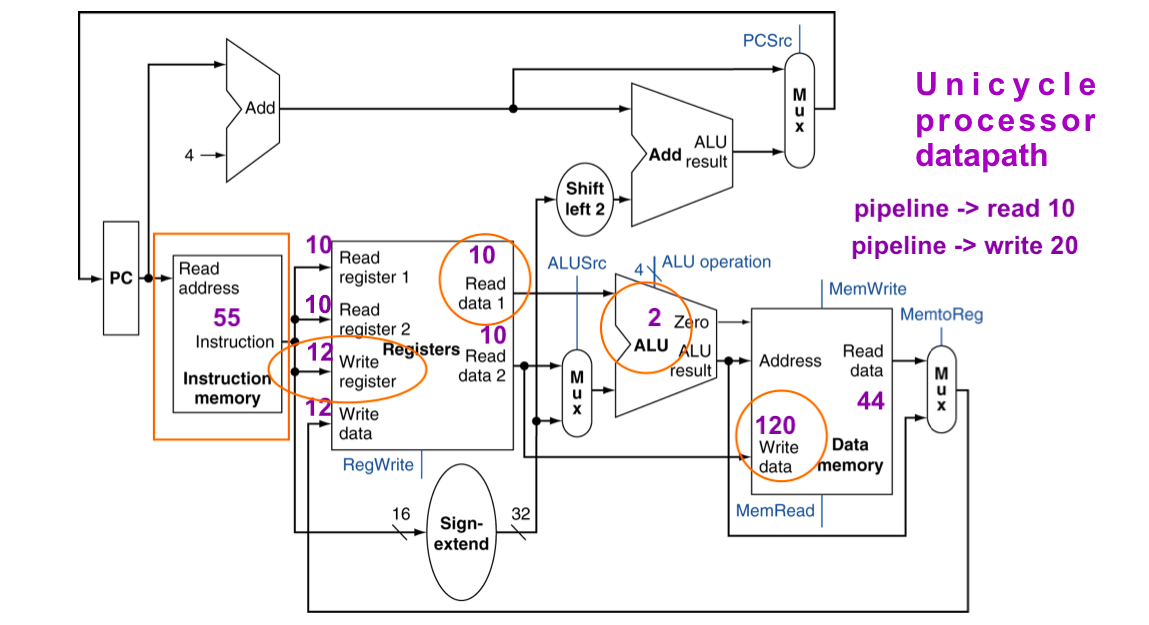 PCSrc
M
u
x
Unicycle
processor
datapath
Add
4
Add
ALU
result
Shift
left 2
pipeline -> read 10
pipeline -> write 20
PC
Read
address
55
Instruction
Instruction
memory
10
Read
register 1
10
Read
register 2
12
Write
register
12
Write
data
Registers
10
Read
data 1
10
Read
data 2
RegWrite
ALUSrc
M
u
x
4
ALU operation
2
Zero
ALU
ALU
result
MemWrite
Address
Read
data
44
120
Write
data
Data
memory
MemRead
MemtoReg
M
u
x
16
Sign-
extend
32